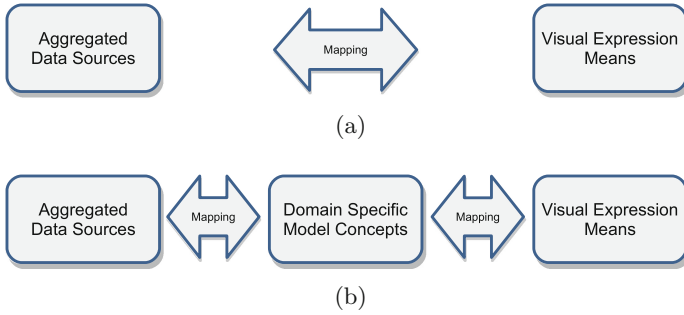 Aggregated
Data Sources
Mapping
Visual Expression
Means
(a)
Aggregated
Data Sources
Mapping
Domain Specific
Model Concepts
Mapping
Visual Expression
Means
(b)